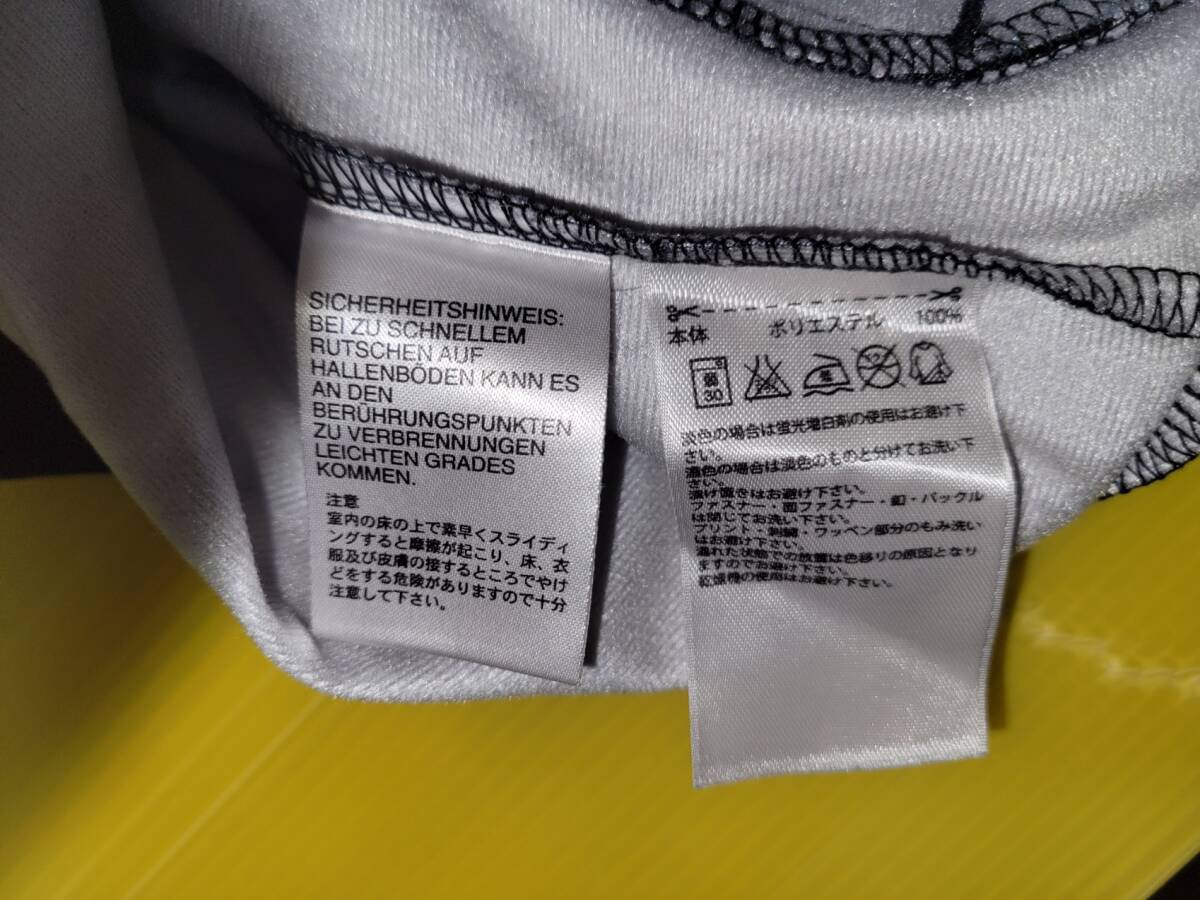 SICHERHEITSHINWEIS:
BEI ZU SCHNELLEM
RUTSCHEN AUF
HALLENBÖDEN KANN ES
AN DEN
BERÜHRUNGSPUNKTEN
ZU VERBRENNUNGEN
LEICHTEN GRADES
KOMMEN.
注意
室内の床の上で素早くスライディ
ングすると摩擦が起こり、床、衣
服及び皮膚の接するところでやけ
どをする危険がありますので十分
注意して下さい。
本体 ポリエステル 100%
弱
30
淡色の場合は蛍光増白剤の使用はお避け下
さい。
濃色の場合は淡色のものと分けてお洗い下
さい。
漬け置きはお避け下さい。
ファスナー・面ファスナー・釦・バックル
は閉じてお洗い下さい。
プリント・刺繍・ワッペン部分のもみ洗い
はお避け下さい。
濡れた状態での放置は色移りの原因となり
ますのでお避け下さい。
乾燥機の使用はお避け下さい。